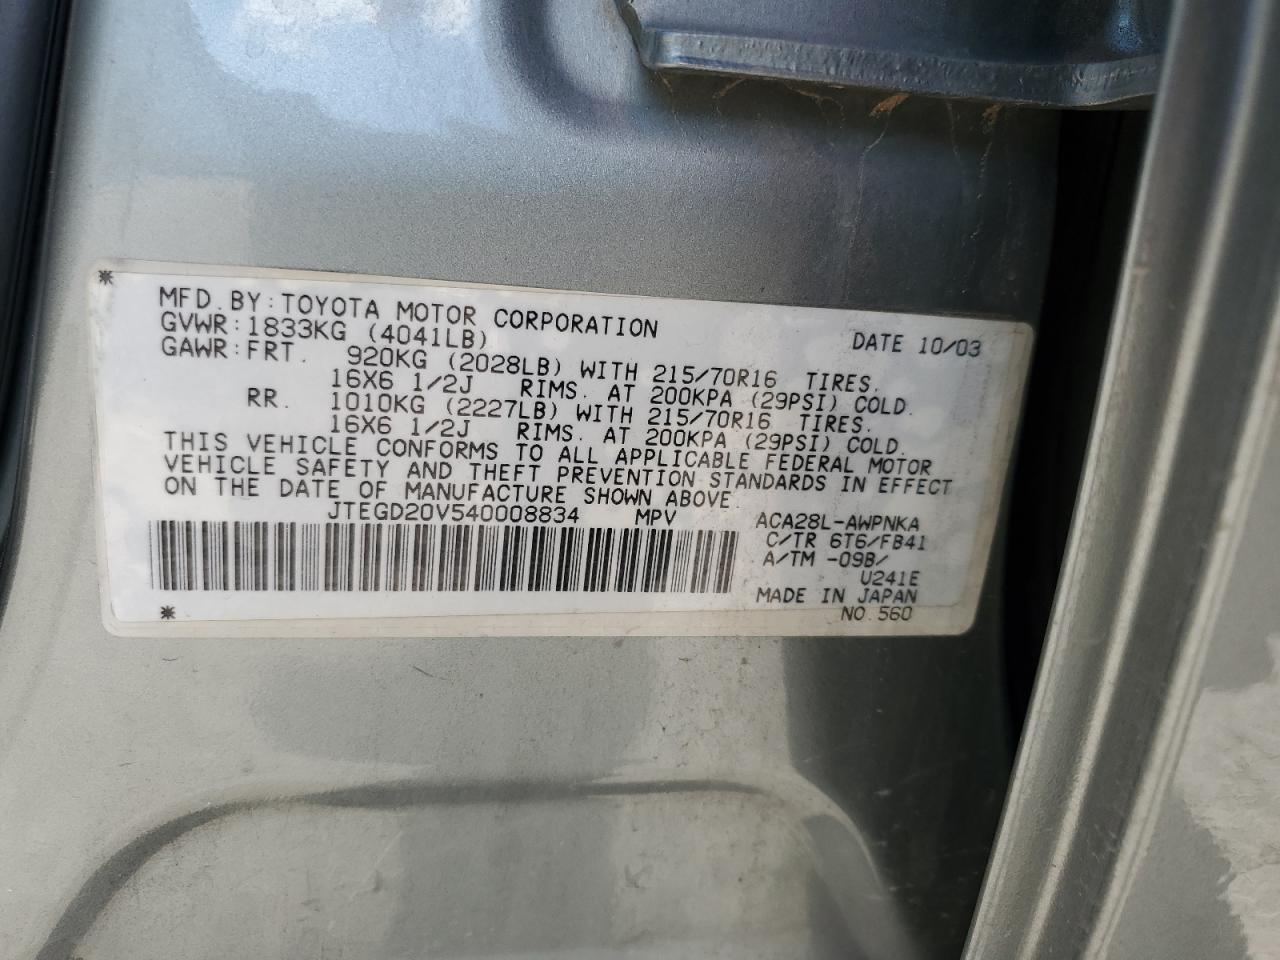 MFD. BY: TOYOTA MOTOR CORPORATION DATE 10/03
GVWR: 1833KG (4041LB)
GAWR: FRT. 920KG (2028LB) WITH 215/70R16 TIRES.
16X6 1/2J RIMS. AT 200KPA (29PSI) COLD.
RR. 1010KG (2227LB) WITH 215/70R16 TIRES.
16X6 1/2J RIMS. AT 200KPA (29PSI) COLD.
THIS VEHICLE CONFORMS TO ALL APPLICABLE FEDERAL MOTOR
VEHICLE SAFETY AND THEFT PREVENTION STANDARDS IN EFFECT
ON THE DATE OF MANUFACTURE SHOWN ABOVE.
JTEGD20V540008834 MPV
ACA28L-AWPNKA
C/TR 6T6/FB41
A/TM -09B/
U241E
MADE IN JAPAN
NO. 560